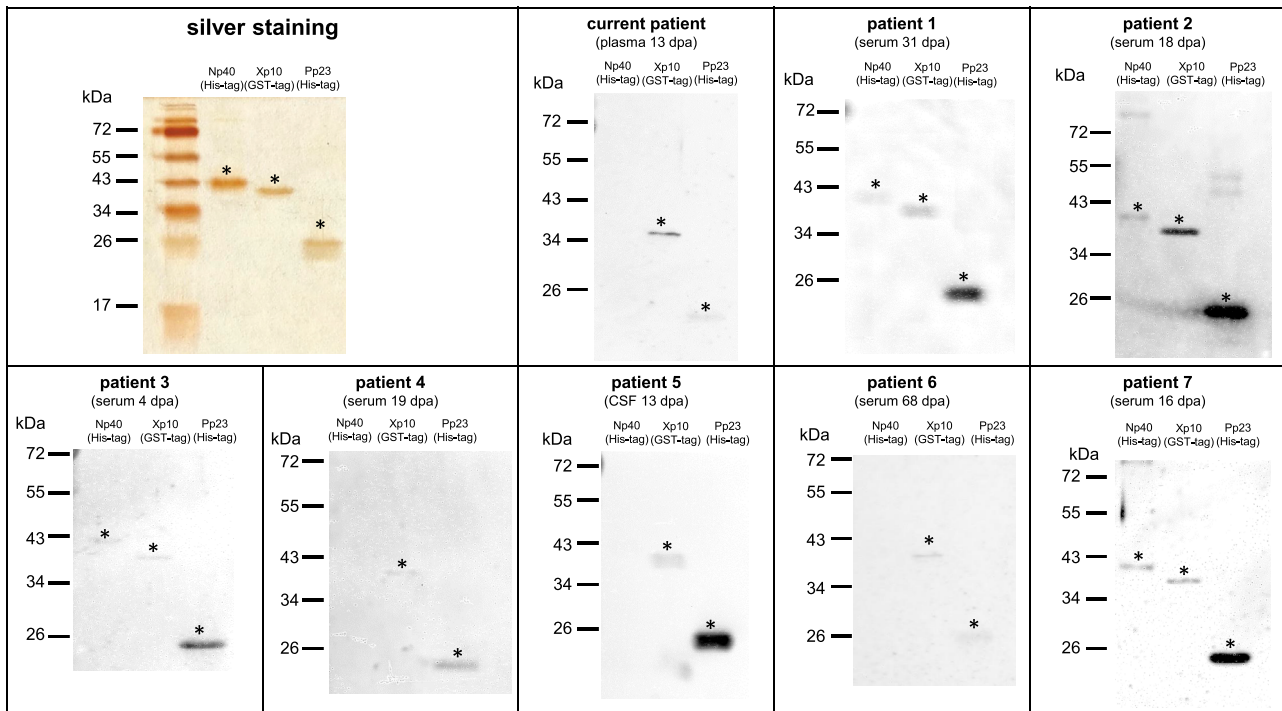 silver staining
Np40 Xp10 Pp23
(His-tag)(GST-tag)(His-tag)
kDa
72
55
43
34
26
17
*
*
*
current patient
(plasma 13 dpa)
Np40 Xp10 Pp23
(His-tag)(GST-tag)(His-tag)
kDa
72
55
43
34
26
*
*
patient 1
(serum 31 dpa)
Np40 Xp10 Pp23
(His-tag)(GST-tag)(His-tag)
kDa
72
55
43
34
26
*
*
*
patient 2
(serum 18 dpa)
Np40 Xp10 Pp23
(His-tag)(GST-tag)(His-tag)
kDa
72
55
43
34
26
*
*
*
patient 3
(serum 4 dpa)
Np40 Xp10 Pp23
(His-tag) (GST-tag) (His-tag)
kDa
72
55
43
34
26
*
*
*
patient 4
(serum 19 dpa)
Np40 Xp10 Pp23
(His-tag) (GST-tag) (His-tag)
kDa
72
55
43
34
26
*
*
patient 5
(CSF 13 dpa)
Np40 Xp10 Pp23
(His-tag) (GST-tag) (His-tag)
kDa
72
55
43
34
26
*
*
patient 6
(serum 68 dpa)
Np40 Xp10 Pp23
(His-tag) (GST-tag) (His-tag)
kDa
72
55
43
34
26
*
*
patient 7
(serum 16 dpa)
Np40 Xp10 Pp23
(His-tag) (GST-tag) (His-tag)
kDa
72
55
43
34
26
*
*
*